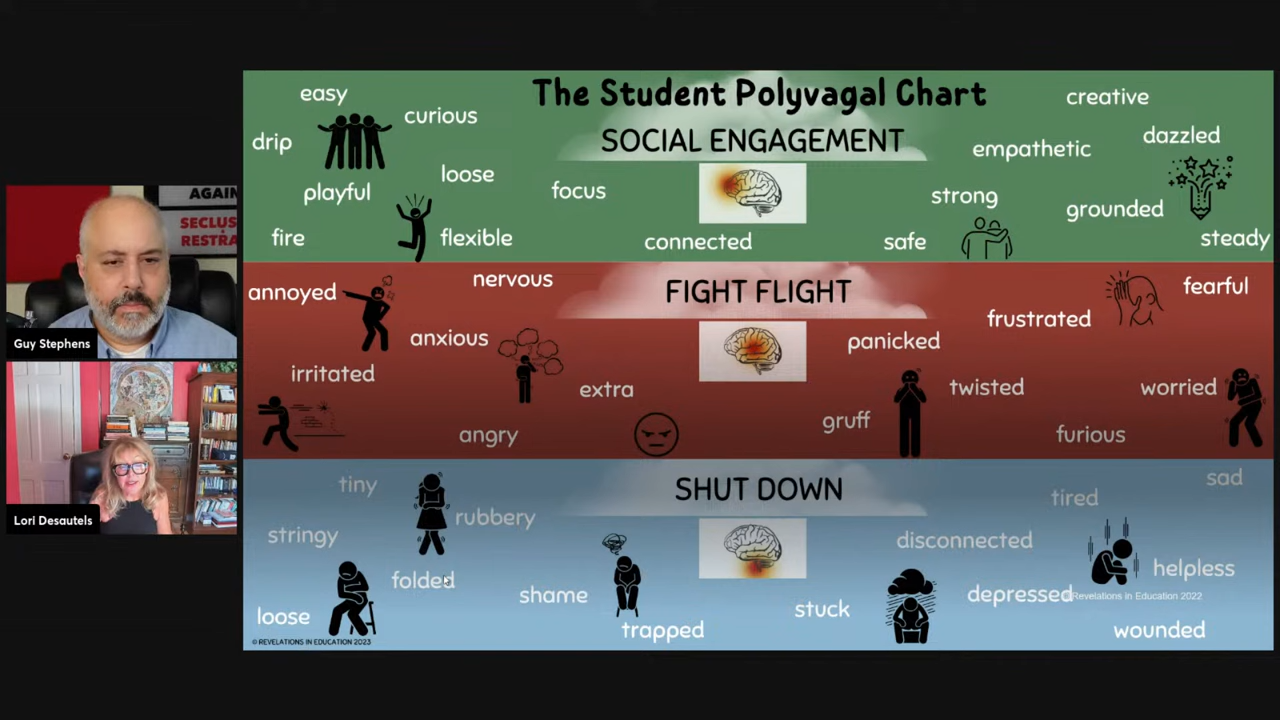 The Student Polyvagal Chart
SOCIAL ENGAGEMENT
easy
curious
drip
loose
playful
focus
fire
flexible
connected
creative
dazzled
empathetic
strong
grounded
safe
steady
AGAIN
SECLUS
RESTRA
Guy Stephens
Lori Desautels
FIGHT FLIGHT
nervous
annoyed
anxious
irritated
extra
angry
fearful
frustrated
panicked
twisted
worried
gruff
furious
SHUT DOWN
tiny
rubbery
stringy
folded
shame
loose
trapped
sad
tired
disconnected
helpless
depressed
stuck
wounded
©Revelations in Education 2022
© REVELATIONS IN EDUCATION 2023